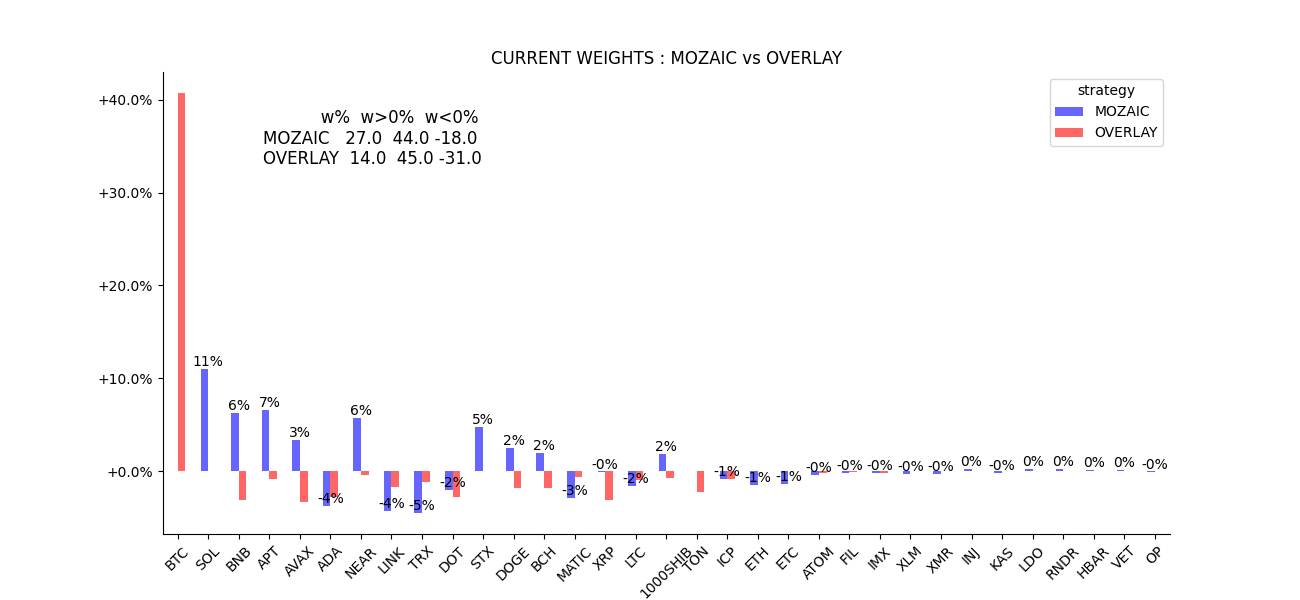 CURRENT WEIGHTS : MOZAIC vs OVERLAY
+40.0%
+30.0%
+20.0%
+10.0%
+0.0%
w% w>0% w<0%
MOZAIC 27.0 44.0 -18.0
OVERLAY 14.0 45.0 -31.0
strategy
MOZAIC
OVERLAY
11%
6%
7%
3%
-4%
6%
-4%
-5%
-2%
5%
2%
2%
-3%
-0%
-2%
2%
-1%
-1%
-1%
-0%
-0%
-0%
-0%
-0%
0%
-0%
0%
0%
0%
0%
-0%
BTC
SOL
BNB
APT
AVAX
ADA
NEAR
LINK
TRX
DOT
STX
DOGE
BCH
MATIC
XRP
LTC
1000SHIB
TON
ICP
ETH
ETC
ATOM
FIL
IMX
XLM
XMR
INJ
KAS
LDO
RNDR
HBAR
VET
OP